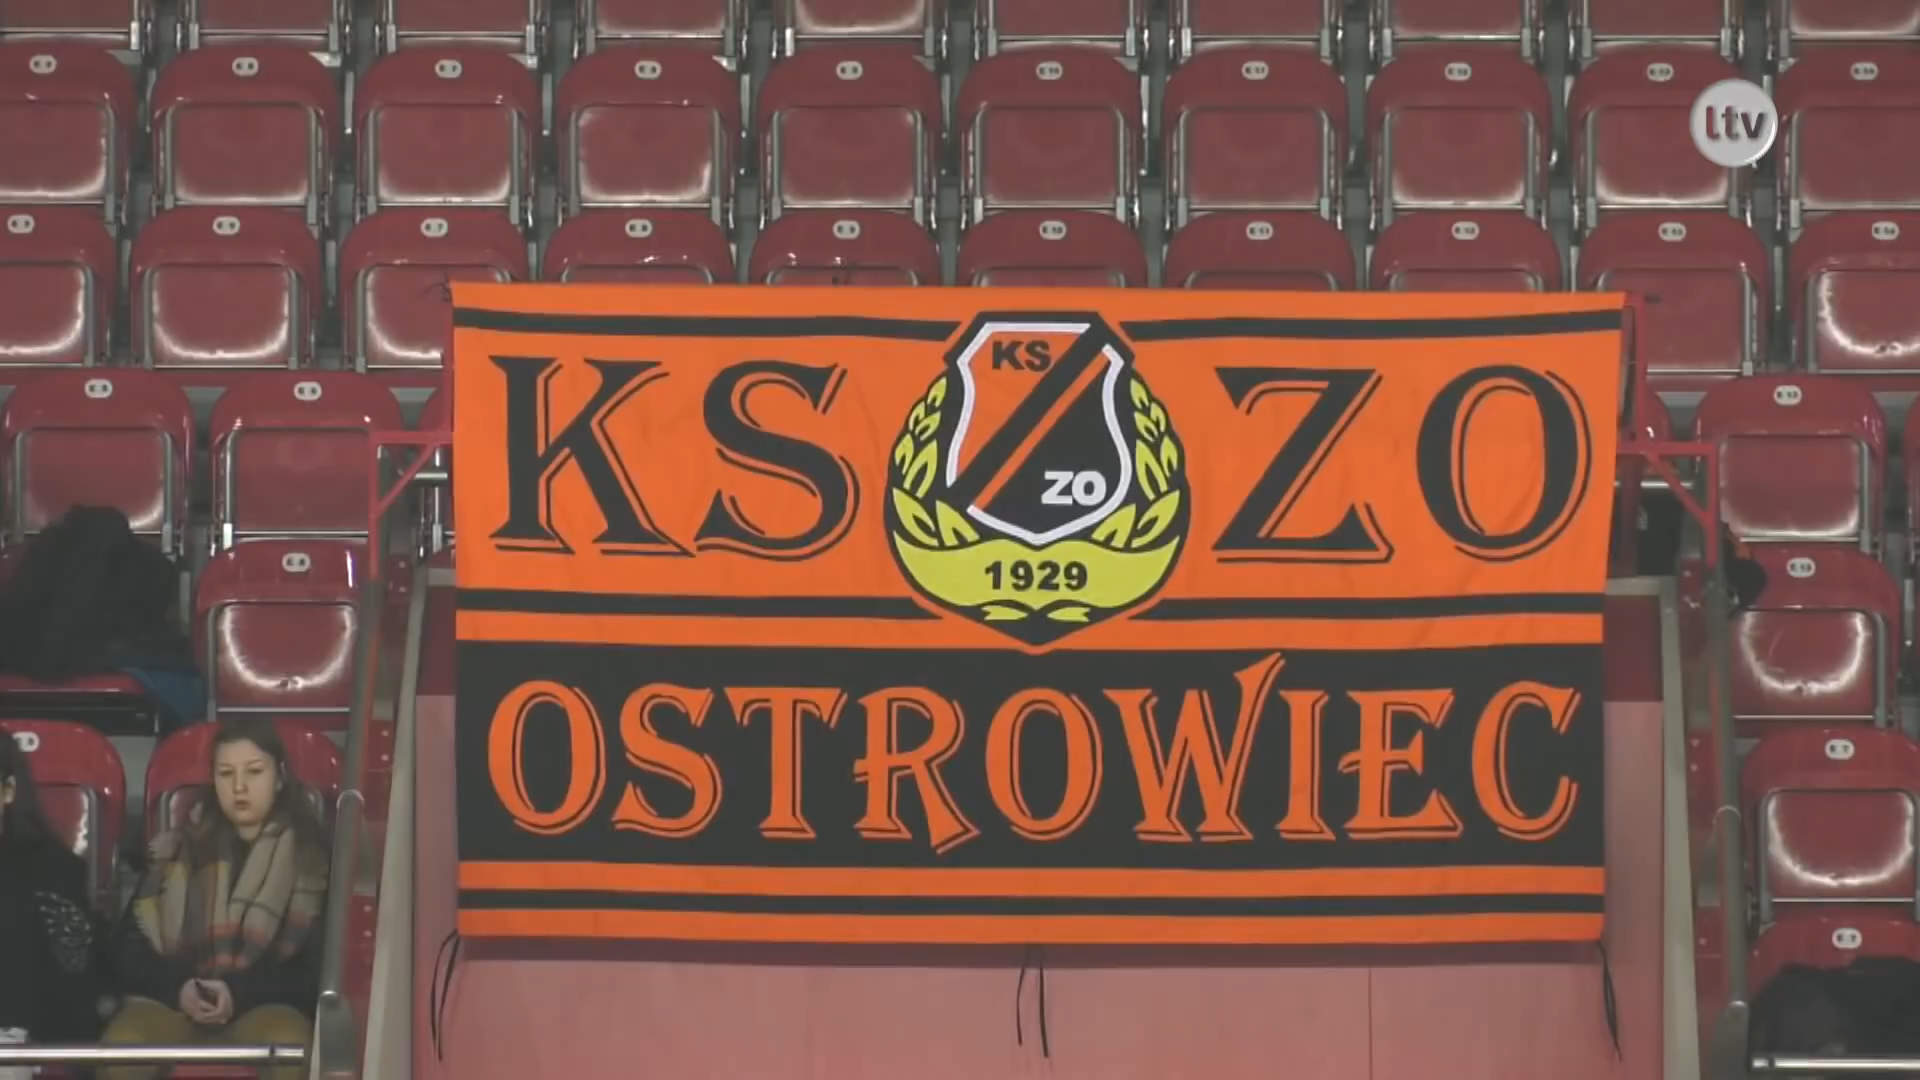 ltv
KS ZO
KS
ZO
1929
OSTROWIEC